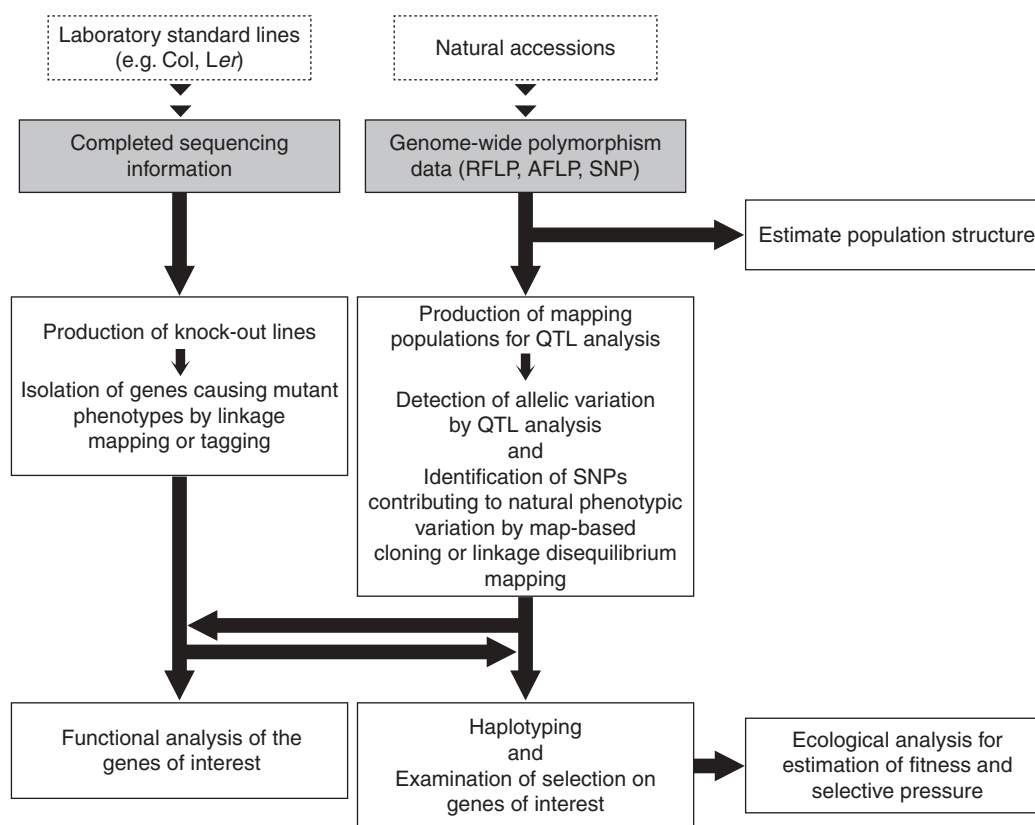 Laboratory standard lines
(e.g. Col, Ler)
Natural accessions
Completed sequencing
information
Genome-wide polymorphism
data (RFLP, AFLP, SNP)
Estimate population structure
Production of knock-out lines
Isolation of genes causing mutant
phenotypes by linkage
mapping or tagging
Production of mapping
populations for QTL analysis
Detection of allelic variation
by QTL analysis
and
Identification of SNPs
contributing to natural phenotypic
variation by map-based
cloning or linkage disequilibrium
mapping
Functional analysis of the
genes of interest
Haplotyping
and
Examination of selection on
genes of interest
Ecological analysis for
estimation of fitness and
selective pressure